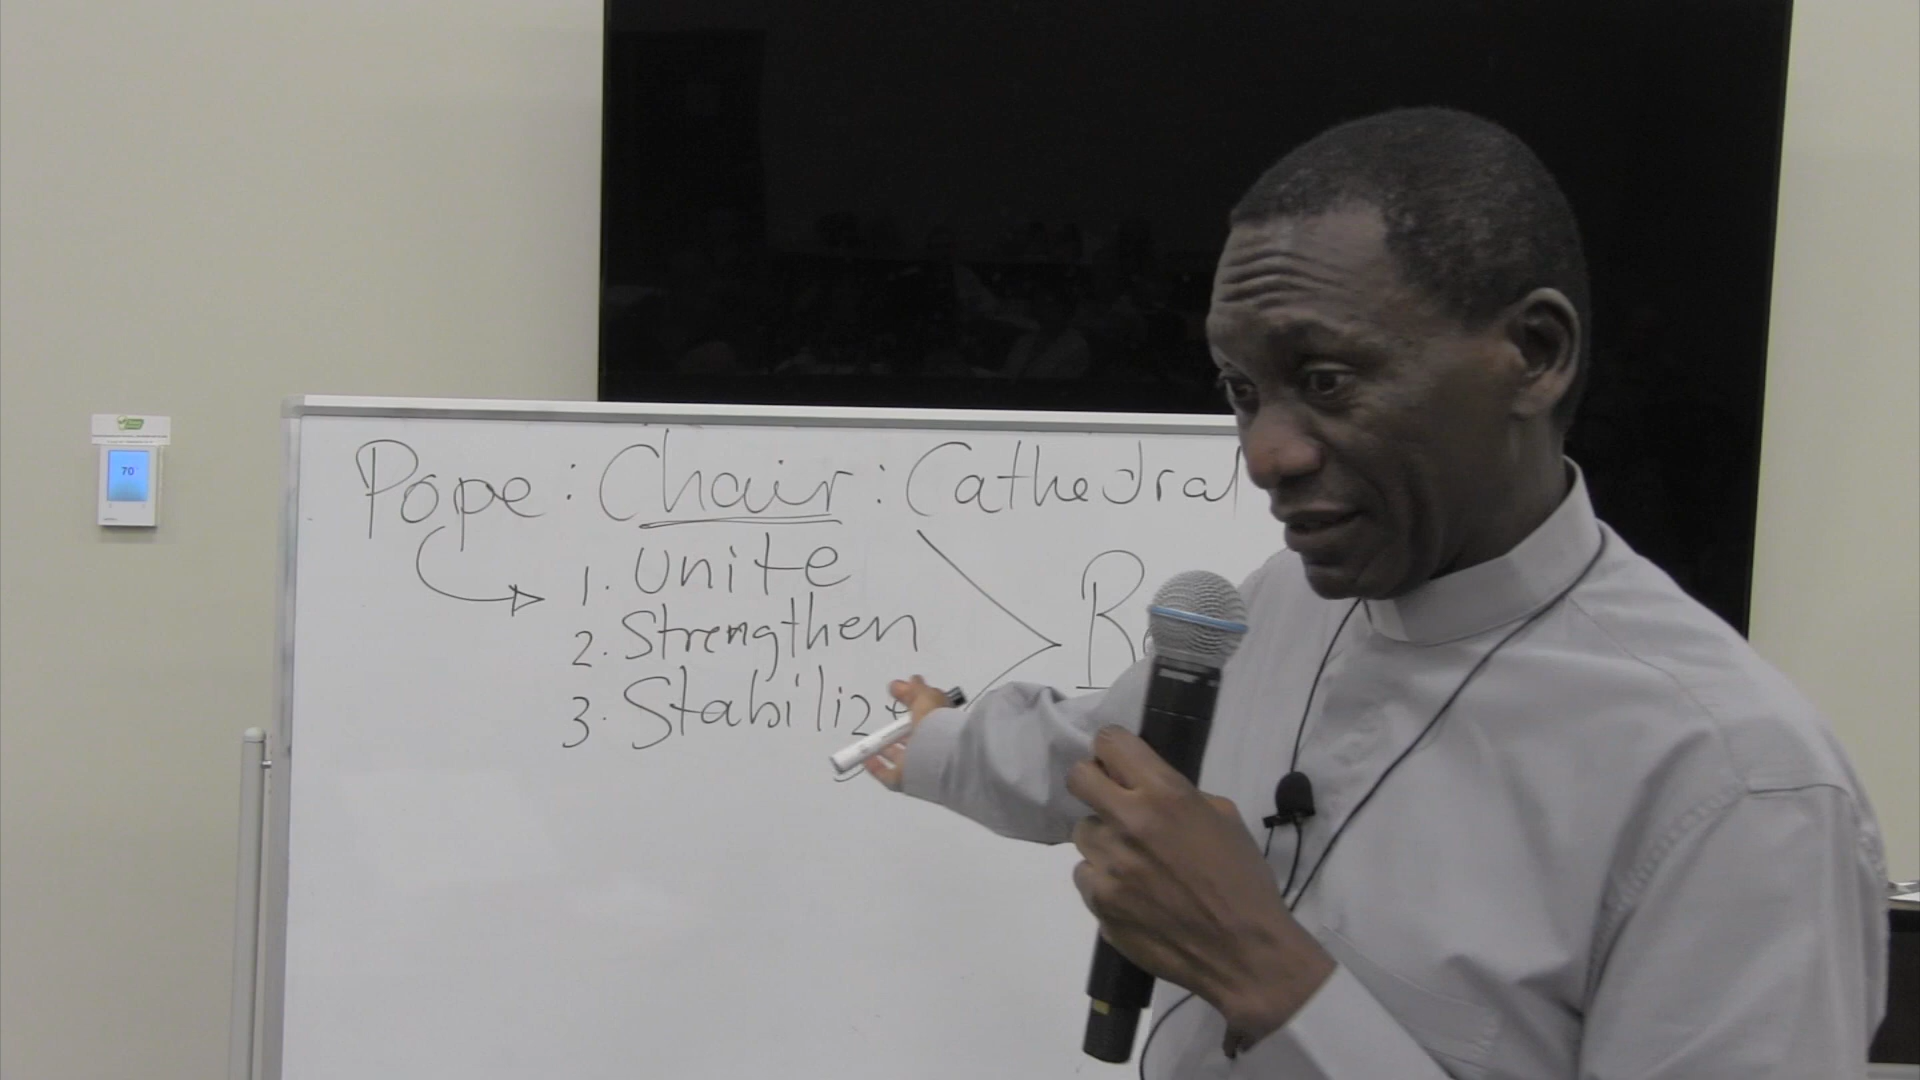 Pope: Chair: Cathedral
1. Unite
2. Strengthen
3. Stabilize
70